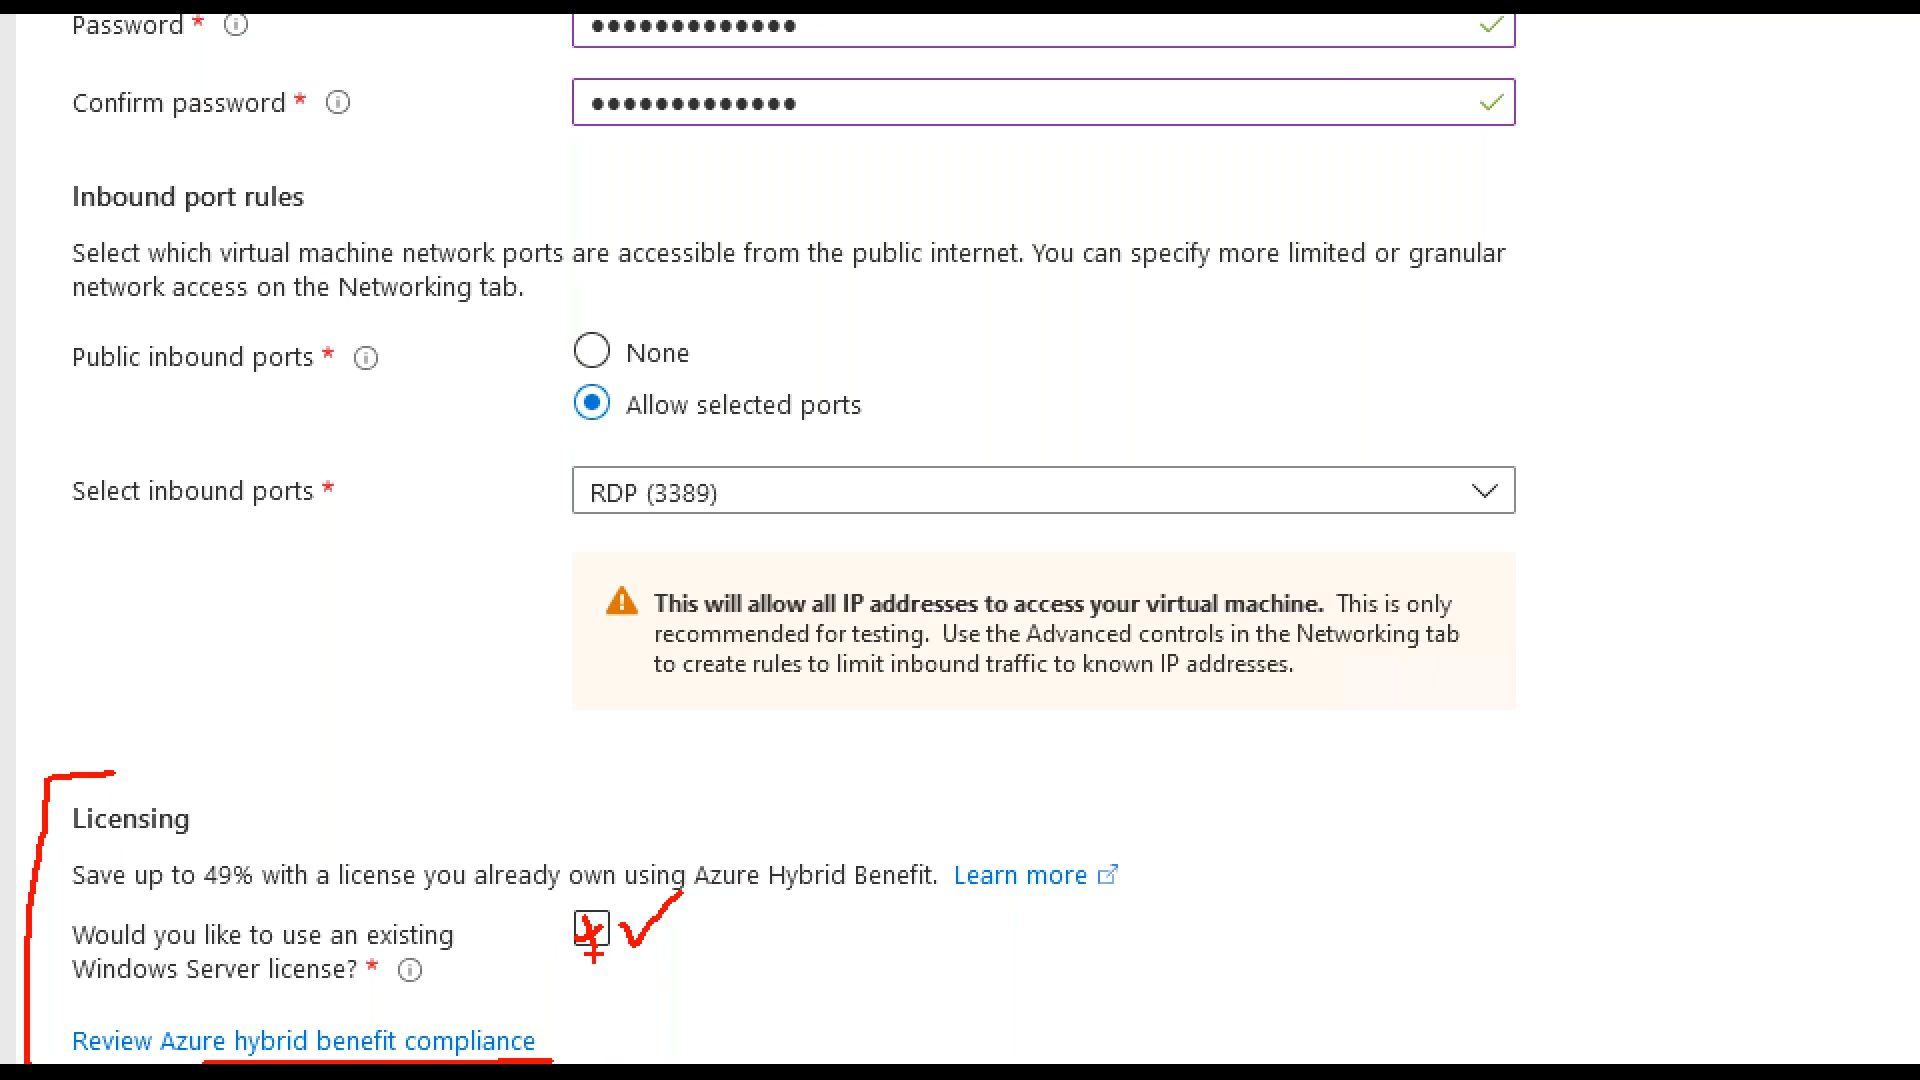 Password *
●●●●●●●●●●●●●
Confirm password *
●●●●●●●●●●●●●
Inbound port rules
Select which virtual machine network ports are accessible from the public internet. You can specify more limited or granular
network access on the Networking tab.
Public inbound ports *
None
Allow selected ports
Select inbound ports *
RDP (3389)
This will allow all IP addresses to access your virtual machine. This is only
recommended for testing. Use the Advanced controls in the Networking tab
to create rules to limit inbound traffic to known IP addresses.
Licensing
Save up to 49% with a license you already own using Azure Hybrid Benefit. Learn more
Would you like to use an existing
Windows Server license? *
Review Azure hybrid benefit compliance